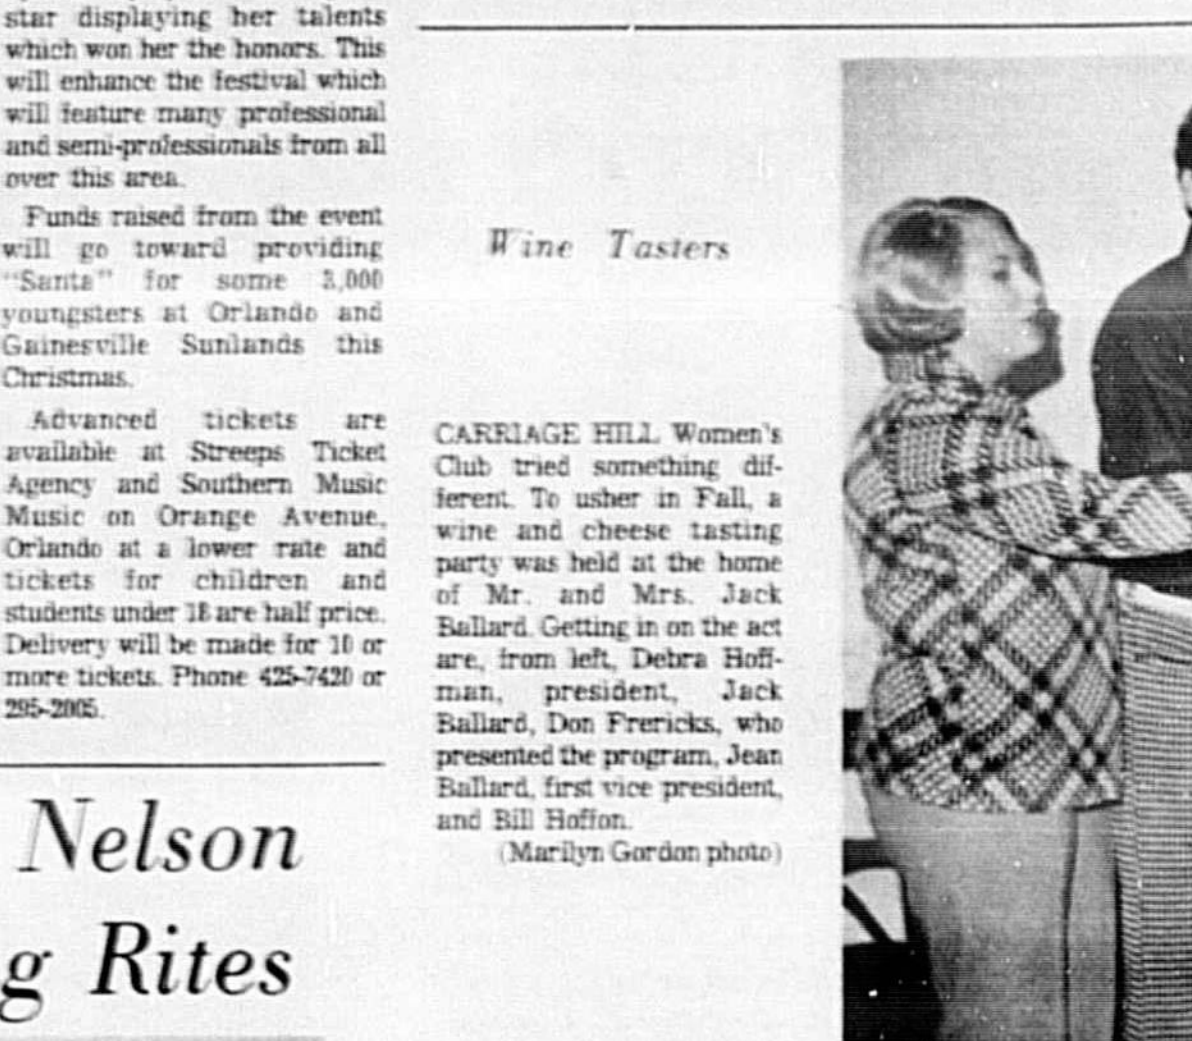 star displaying her talents
which won her the honors. This
will enhance the festival which
will feature many professional
and semi-professionals from all
over this area.
Funds raised from the event
will go toward providing
"Santa" for some 3,000
youngsters at Orlando and
Gainesville Sunlands this
Christmas.
Advanced tickets are
available at Streeps Ticket
Agency and Southern Music
Music on Orange Avenue,
Orlando at a lower rate and
tickets for children and
students under 18 are half price.
Delivery will be made for 10 or
more tickets. Phone 425-7420 or
295-2005.
Nelson
g Rites
Wine Tasters
CARRIAGE HILL Women's
Club tried something dif-
ferent. To usher in Fall, a
wine and cheese tasting
party was held at the home
of Mr. and Mrs. Jack
Ballard. Getting in on the act
are, from left, Debra Hoff-
man, president, Jack
Ballard, Don Frericks, who
presented the program, Jean
Ballard, first vice president,
and Bill Hoffon.
(Marilyn Gordon photo)